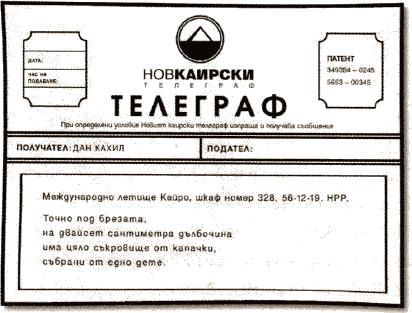 ДАТА:
ЧАС НА
ПОДАВАНЕ:
НОВКАИРСКИ
ТЕЛЕГРАФ
ТЕЛЕГРАФ
ПАТЕНТ
349384 – 0245
5663 – 00345
При определени условия Новият каирски телеграф изпраща и получава съобщения
ПОЛУЧАТЕЛ: ДАН КАХИЛ
ПОДАТЕЛ:
Международно летище Кайро, шкаф номер 328, 56-12-19, НРР.
Точно под брезата,
на двайсет сантиметра дълбочина
има цяло съкровище от капачки,
събрани от едно дете.